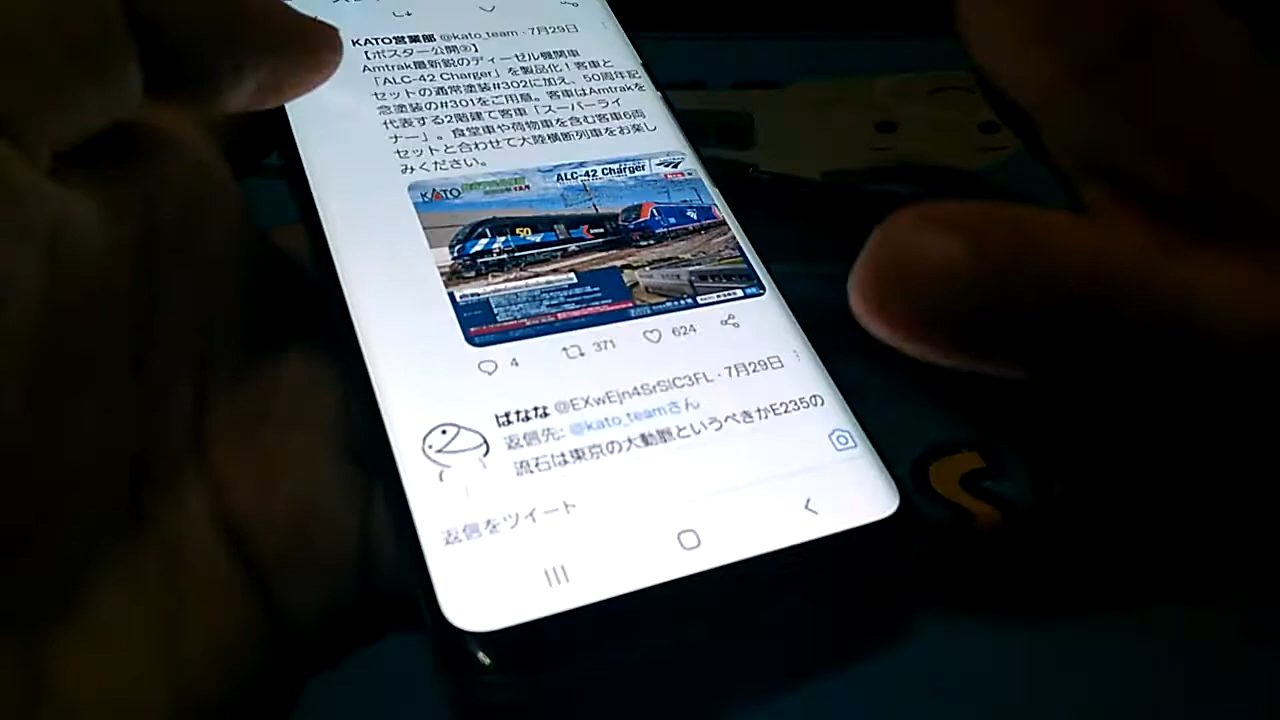 KATO営業部 @kato_team · 7月29日
【ポスター公開②】
Amtrak最新鋭のディーゼル機関車
「ALC-42 Charger」を製品化！客車と
セットの通常塗装#302に加え、50周年記
念塗装の#301をご用意。客車はAmtrakを
代表する2階建て客車「スーパーライ
ナー」。食堂車や荷物車を含む客車6両
セットと合わせて大陸横断列車をお楽し
みください。
KATO
ALC-42 Charger
50
4 371 624
ばなな @EXwEjn4SrSlC3FL · 7月29日
返信先: @kato_teamさん
流石は東京の大動脈というべきかE235の
返信をツイート